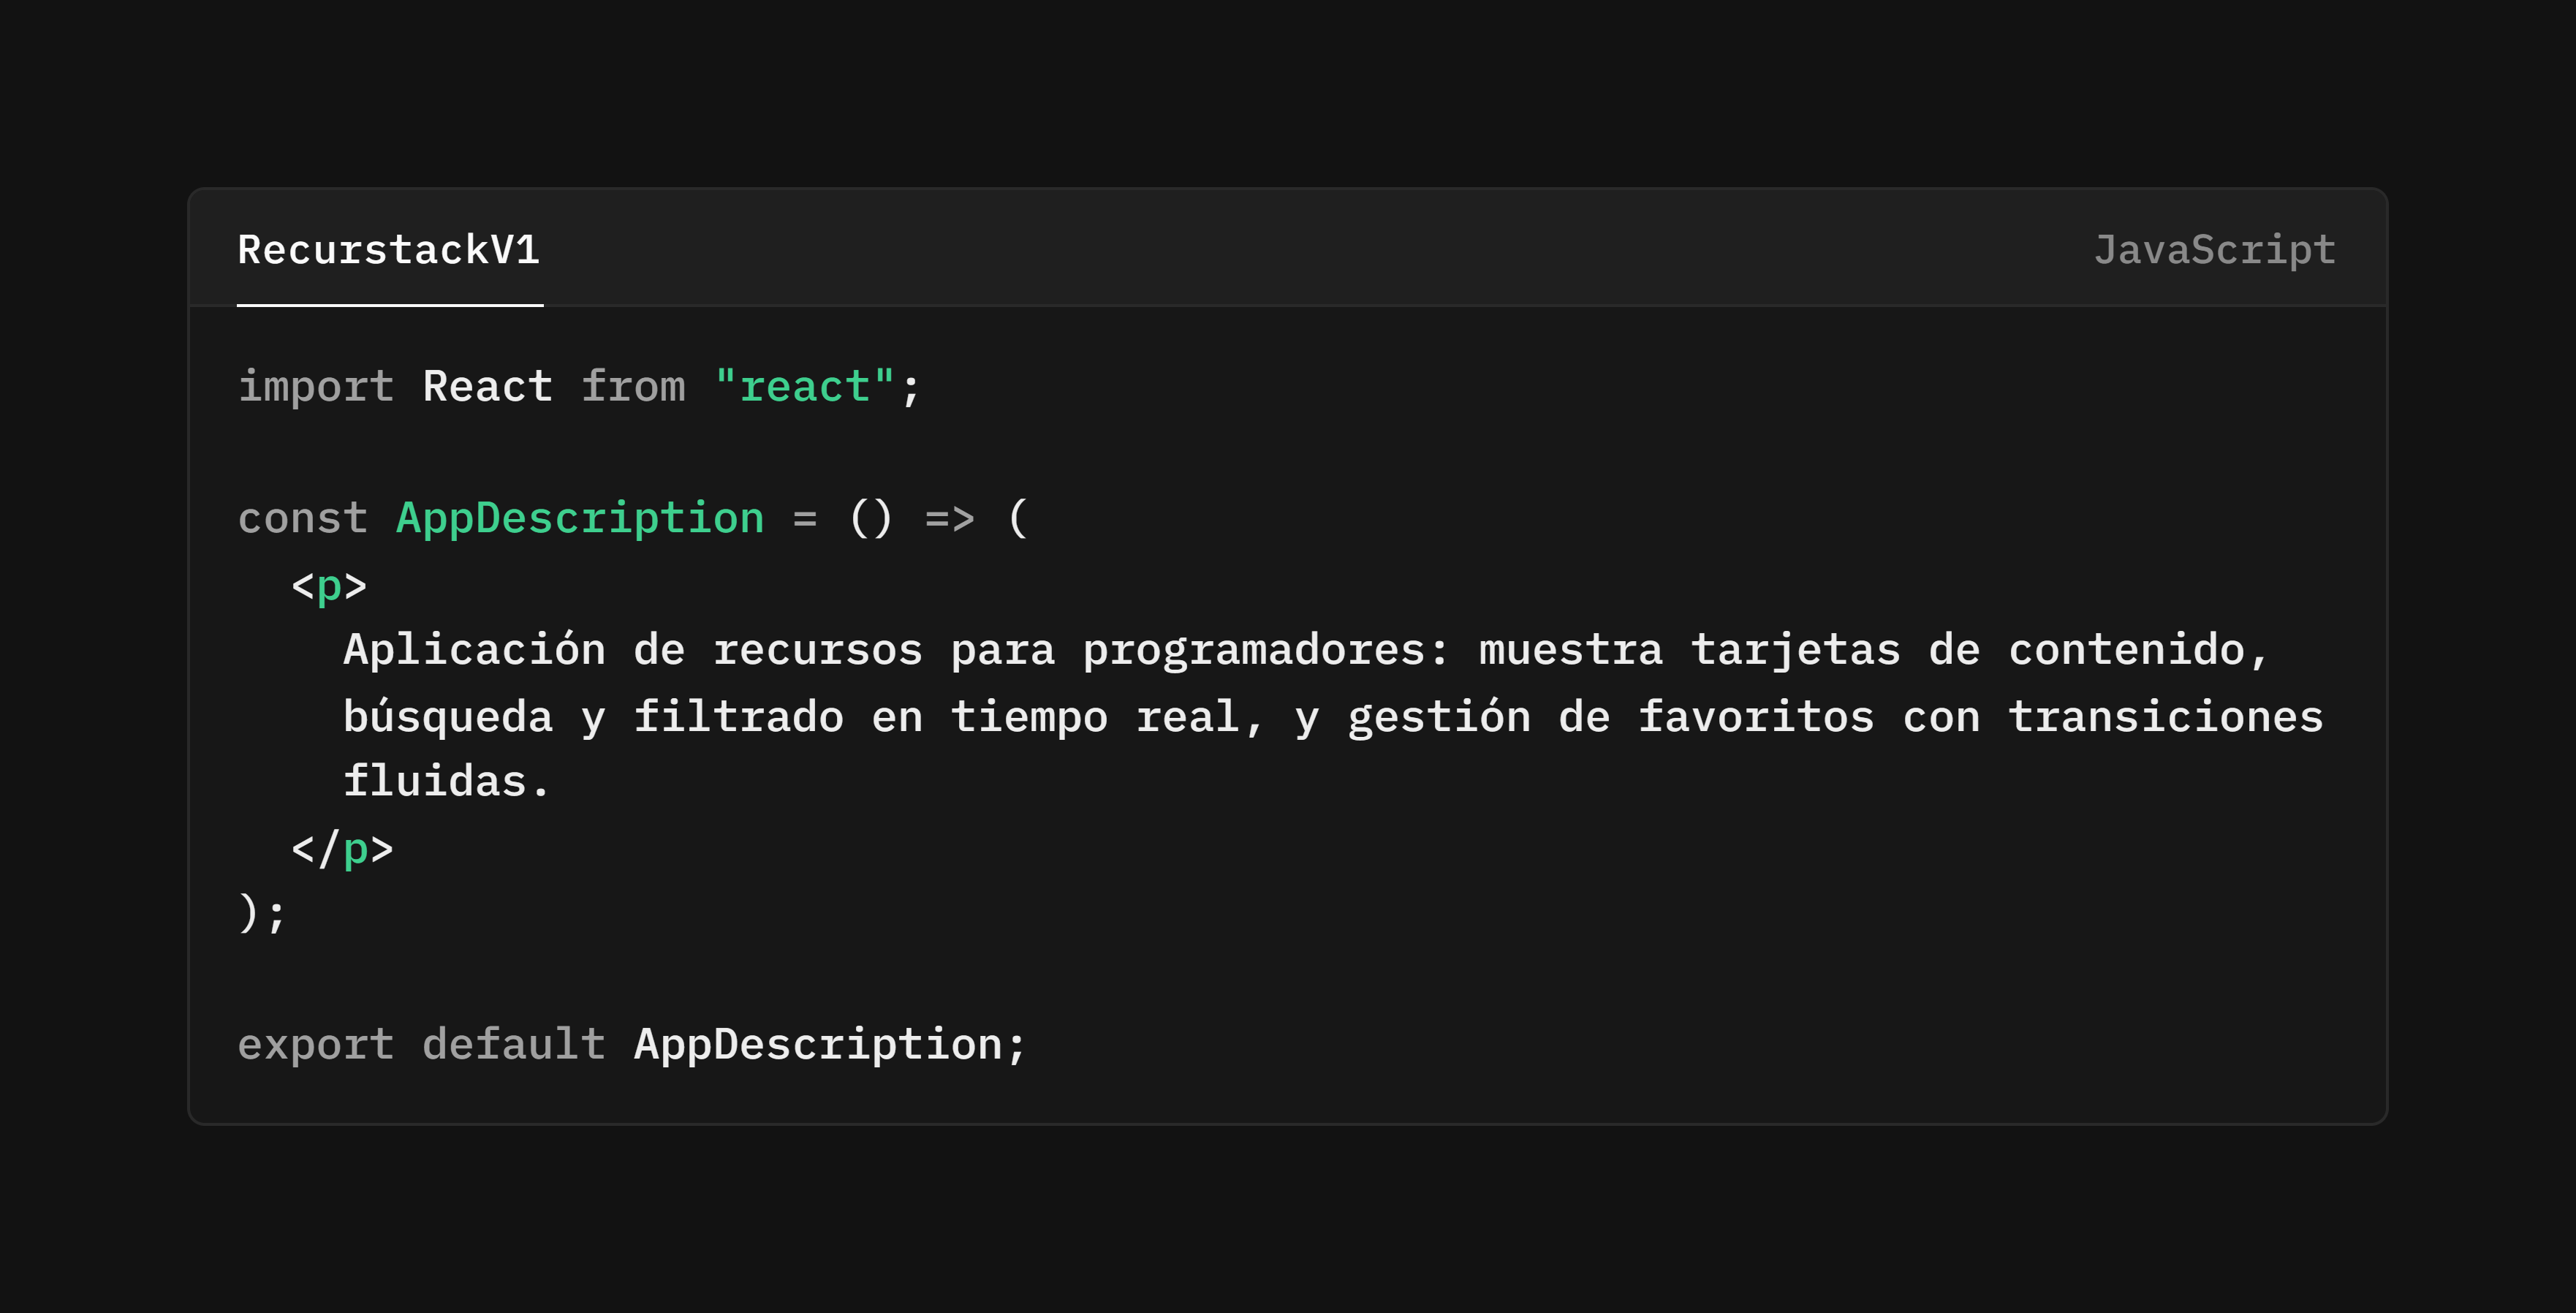 RecurstackV1
JavaScript
import React from "react";
const AppDescription = () => (
<p>
Aplicación de recursos para programadores: muestra tarjetas de contenido,
búsqueda y filtrado en tiempo real, y gestión de favoritos con transiciones
fluidas.
</p>
);
export default AppDescription;